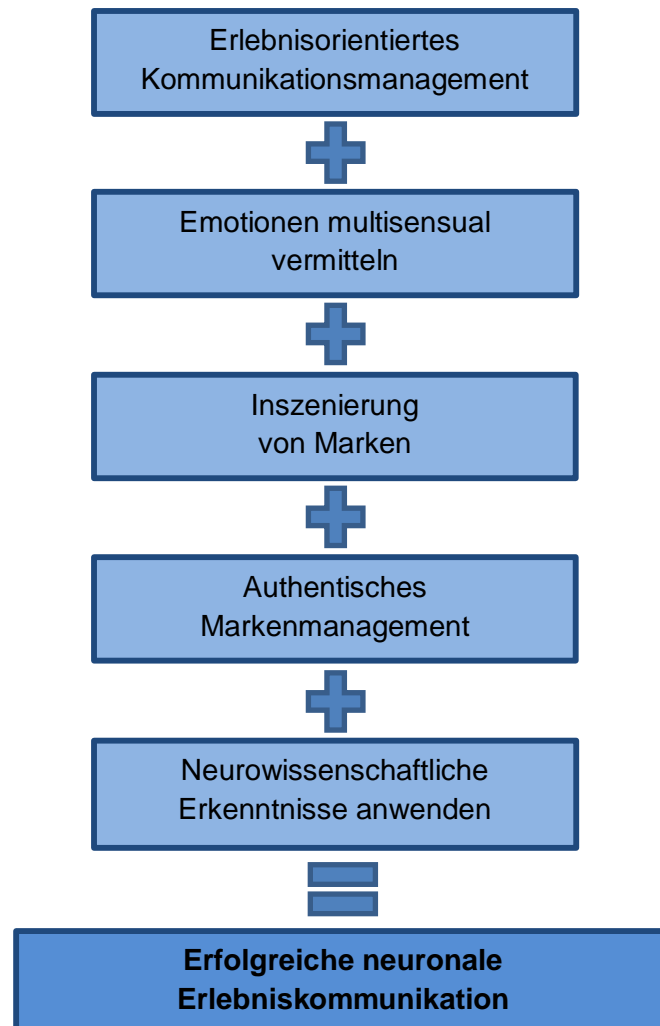 Erlebnisorientiertes
Kommunikationsmanagement
Emotionen multisensual
vermitteln
Inszenierung
von Marken
Authentisches
Markenmanagement
Neurowissenschaftliche
Erkenntnisse anwenden
Erfolgreiche neuronale
Erlebniskommunikation